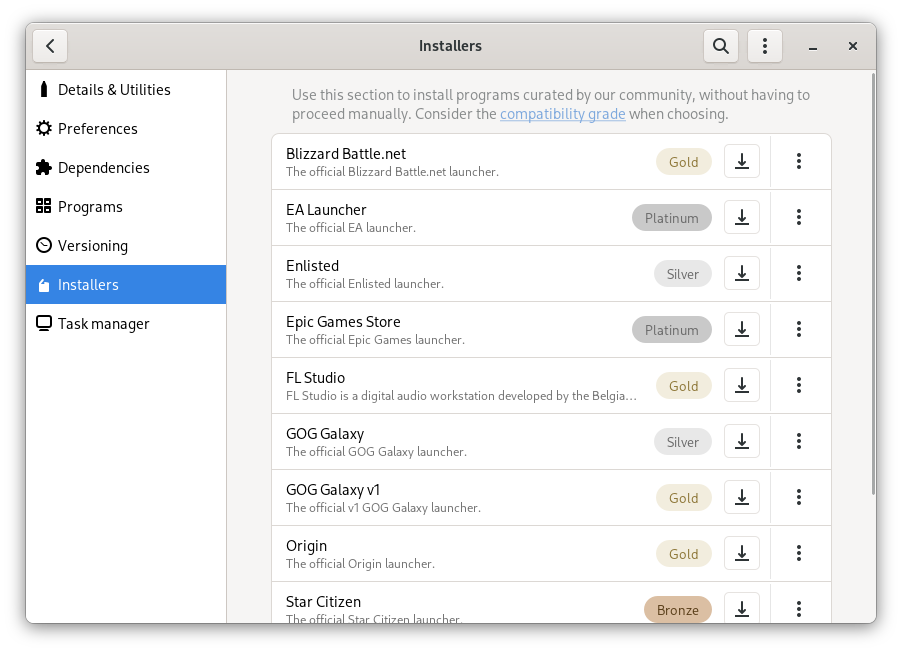 Installers
Details & Utilities
Preferences
Dependencies
Programs
Versioning
Installers
Task manager
Use this section to install programs curated by our community, without having to
proceed manually. Consider the compatibility grade when choosing.
Blizzard Battle.net
The official Blizzard Battle.net launcher.
Gold
EA Launcher
The official EA launcher.
Platinum
Enlisted
The official Enlisted launcher.
Silver
Epic Games Store
The official Epic Games launcher.
Platinum
FL Studio
FL Studio is a digital audio workstation developed by the Belgia...
Gold
GOG Galaxy
The official GOG Galaxy launcher.
Silver
GOG Galaxy v1
The official v1 GOG Galaxy launcher.
Gold
Origin
The official Origin launcher.
Gold
Star Citizen
The official Star Citizen launcher.
Bronze